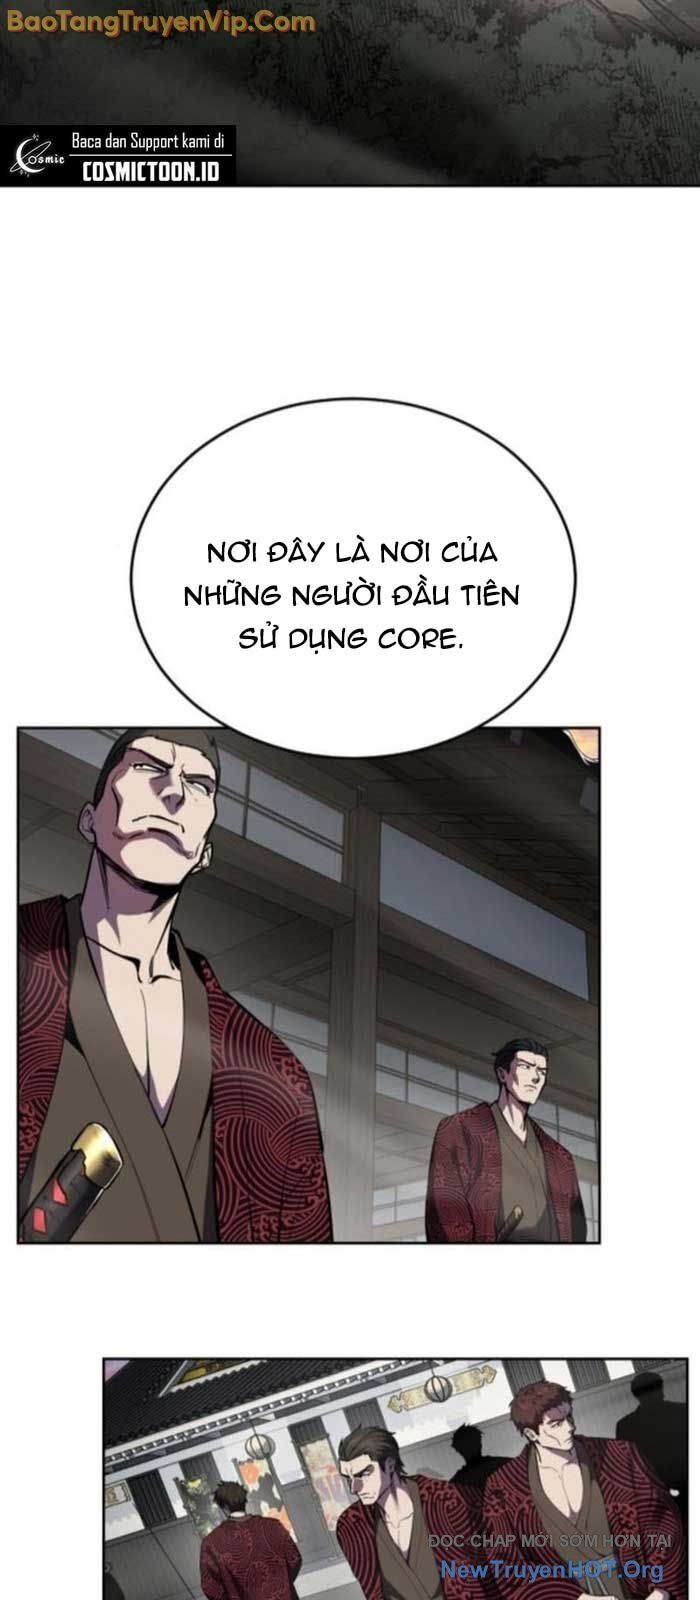 BaoTangTruyenVip.Com
Cosmic
Baca dan Support kami di
COSMICTOON.ID
NƠI ĐÂY LÀ NƠI CỦA
NHỮNG NGƯỜI ĐẦU TIÊN
SỬ DỤNG CORE.
ĐỌC CHAP MỚI SỚM HƠN TẠI
NewTruyenHOT.Org